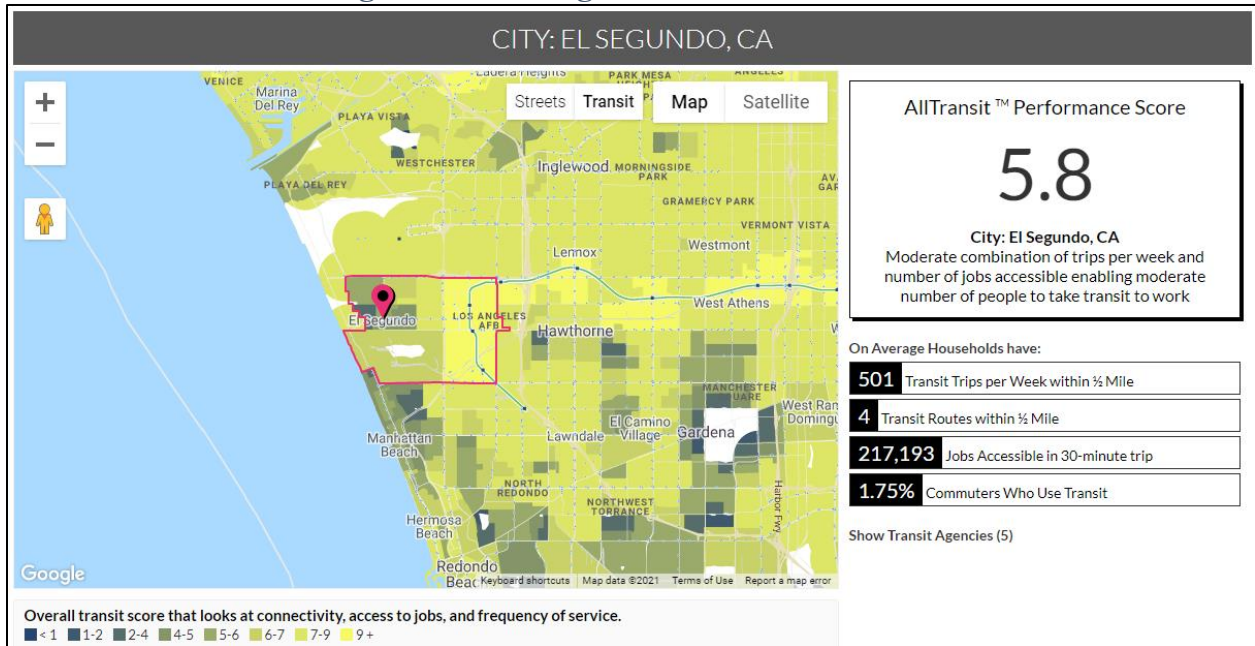 CITY: EL SEGUNDO, CA
+
−
Streets Transit
Map Satellite
VENICE
Marina
Del Rey
Ladera Heights
PARK MESA
PLAYA VISTA
WESTCHESTER
Inglewood
MORNINGSIDE
PARK
PLAYA DEL REY
GRAMERCY PARK
VERMONT VISTA
Lennox
Westmont
El Segundo
LOS ANGELES
AFB
West Athens
Hawthorne
MANCHESTER
SQUARE
El Camino
Village
Gardena
Lawndale
Manhattan
Beach
NORTH
REDONDO
NORTHWEST
TORRANCE
Harbor Fwy
Hermosa
Beach
Redondo
Google
Keyboard shortcuts Map data ©2021 Terms of Use Report a map error
Overall transit score that looks at connectivity, access to jobs, and frequency of service.
< 1 1-2 2-4 4-5 5-6 6-7 7-9 9 +
AllTransit ™ Performance Score
5.8
City: El Segundo, CA
Moderate combination of trips per week and
number of jobs accessible enabling moderate
number of people to take transit to work
On Average Households have:
501 Transit Trips per Week within ½ Mile
4 Transit Routes within ½ Mile
217,193 Jobs Accessible in 30-minute trip
1.75% Commuters Who Use Transit
Show Transit Agencies (5)